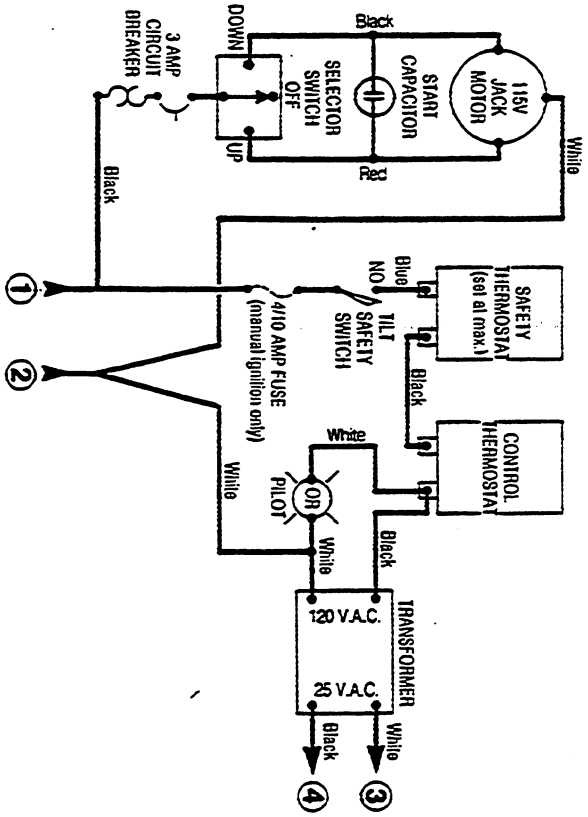 3 AMP
CIRCUIT
BREAKER
DOWN
SELECTOR
SWITCH
OFF
UP
Black
START
CAPACITOR
Red
115V
JACK
MOTOR
White
Black
1
2
4/10 AMP FUSE
(manual ignition only)
TILT
SAFETY
SWITCH
NO
Blue
SAFETY
THERMOSTAT
(set at max.)
Black
CONTROL
THERMOSTAT
White
OR
PILOT
White
White
Black
TRANSFORMER
120 V.A.C.
25 V.A.C.
White
Black
3
4